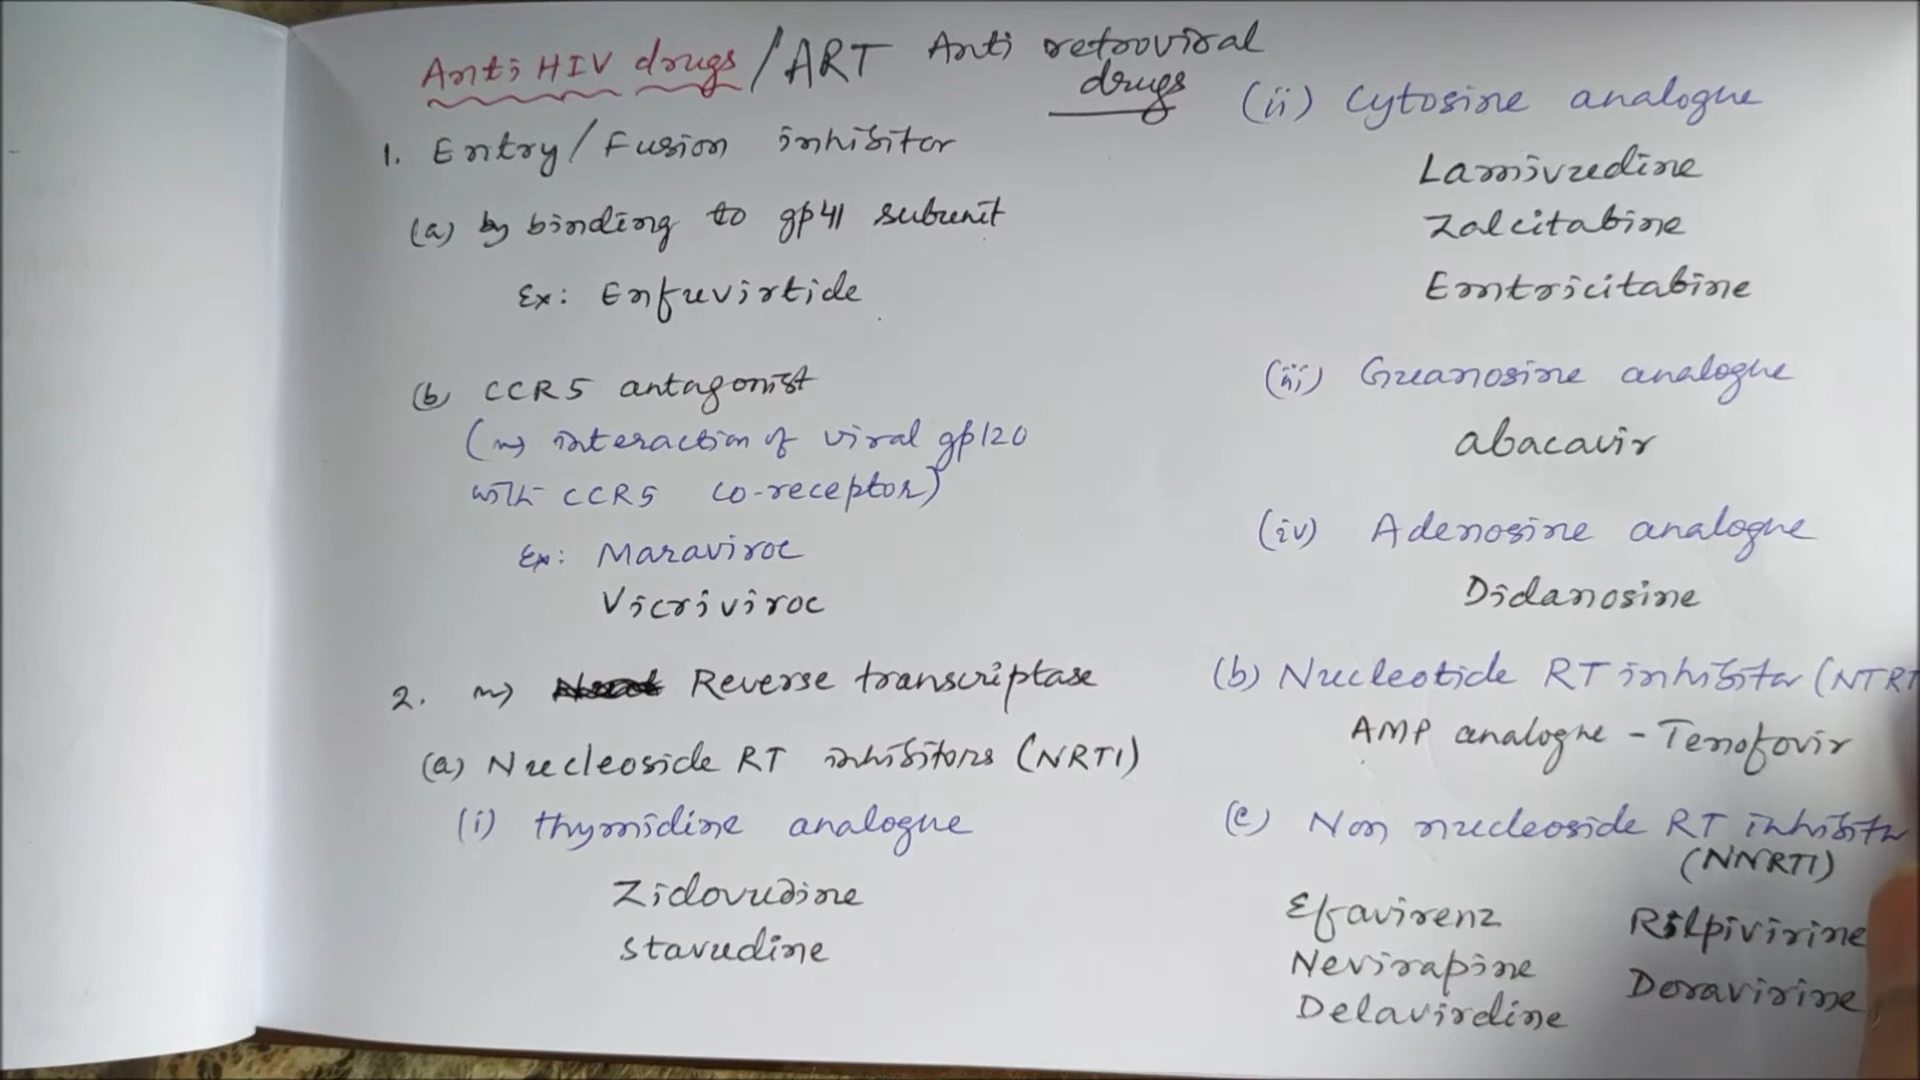 Anti HIV drugs / ART Anti retroviral
drugs
1. Entry / Fusion inhibitor
(a) by binding to gp41 subunit
Ex: Enfuvirtide
(b) CCR5 antagonist
( interaction of viral gp120
with CCR5 co-receptor)
Ex: Maraviroc
Vicriviroc
2. Reverse transcriptase
(a) Nucleoside RT inhibitors (NRTI)
(i) thymidine analogue
Zidovudine
Stavudine
(ii) Cytosine analogue
Lamivudine
Zalcitabine
Emtricitabine
(iii) Guanosine analogue
abacavir
(iv) Adenosine analogue
Didanosine
(b) Nucleotide RT inhibitor (NTRT
AMP analogue - Tenofovir
(c) Non nucleoside RT inhibitor
(NNRTI)
Efavirenz Rilpivirine
Nevirapine
Delavirdine Doravirine